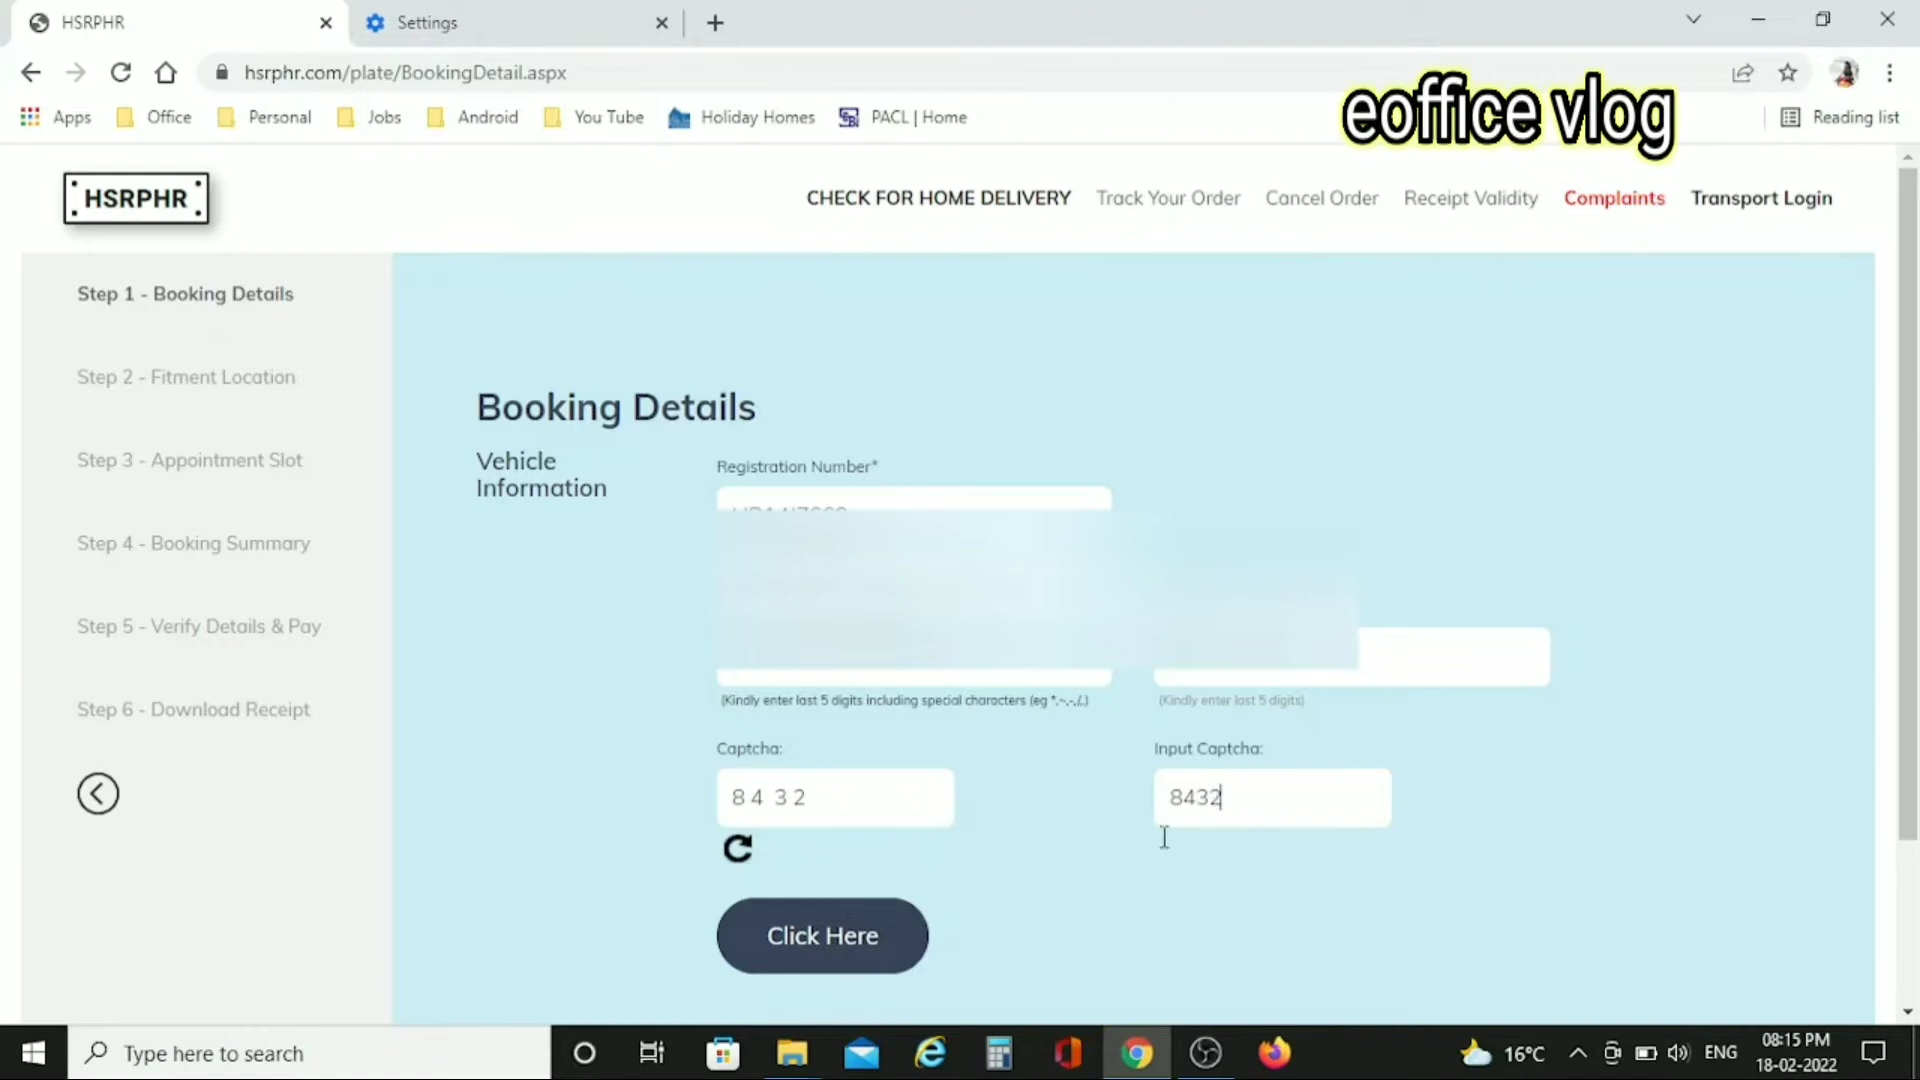 HSRPHR
Settings
hsrphr.com/plate/BookingDetail.aspx
Apps
Office
Personal
Jobs
Android
You Tube
Holiday Homes
PACL | Home
Reading list
eoffice vlog
HSRPHR
CHECK FOR HOME DELIVERY
Track Your Order
Cancel Order
Receipt Validity
Complaints
Transport Login
Step 1 - Booking Details
Step 2 - Fitment Location
Step 3 - Appointment Slot
Step 4 - Booking Summary
Step 5 - Verify Details & Pay
Step 6 - Download Receipt
Booking Details
Vehicle
Information
Registration Number*
(Kindly enter last 5 digits including special characters (eg *,~,-,/,)
(Kindly enter last 5 digits)
Captcha:
8 4 3 2
Input Captcha:
8432
Click Here
Type here to search
16°C
ENG
08:15 PM
18-02-2022